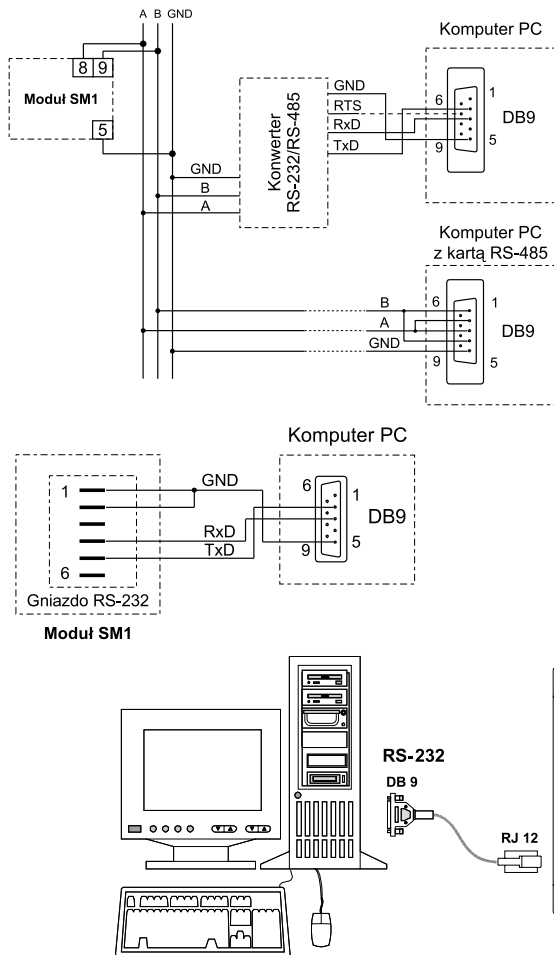 A B GND
8 9
Moduł SM1
5
GND
B
A
Konwerter
RS-232/RS-485
GND
RTS
RxD
TxD
Komputer PC
6
1
DB9
9
5
Komputer PC
z kartą RS-485
B
A
GND
6
1
DB9
9
5
Komputer PC
1
6
GND
RxD
TxD
6
1
DB9
9
5
Gniazdo RS-232
Moduł SM1
RS-232
DB 9
RJ 12